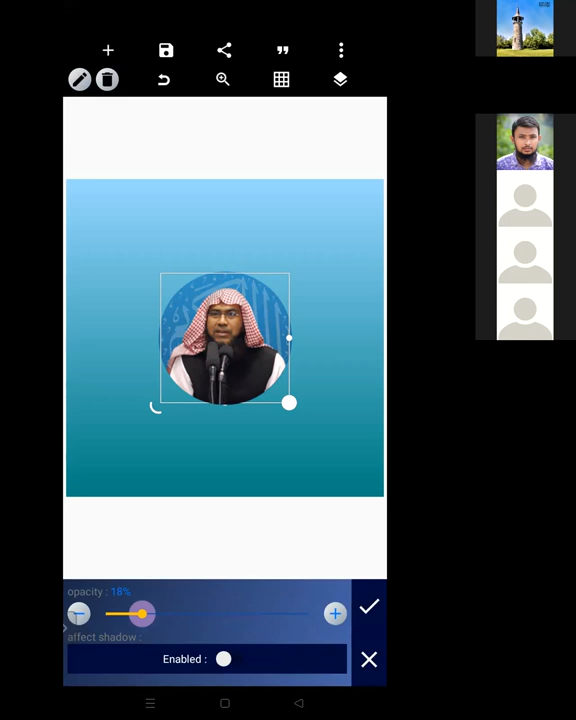 opacity : 18%
affect shadow :
Enabled :